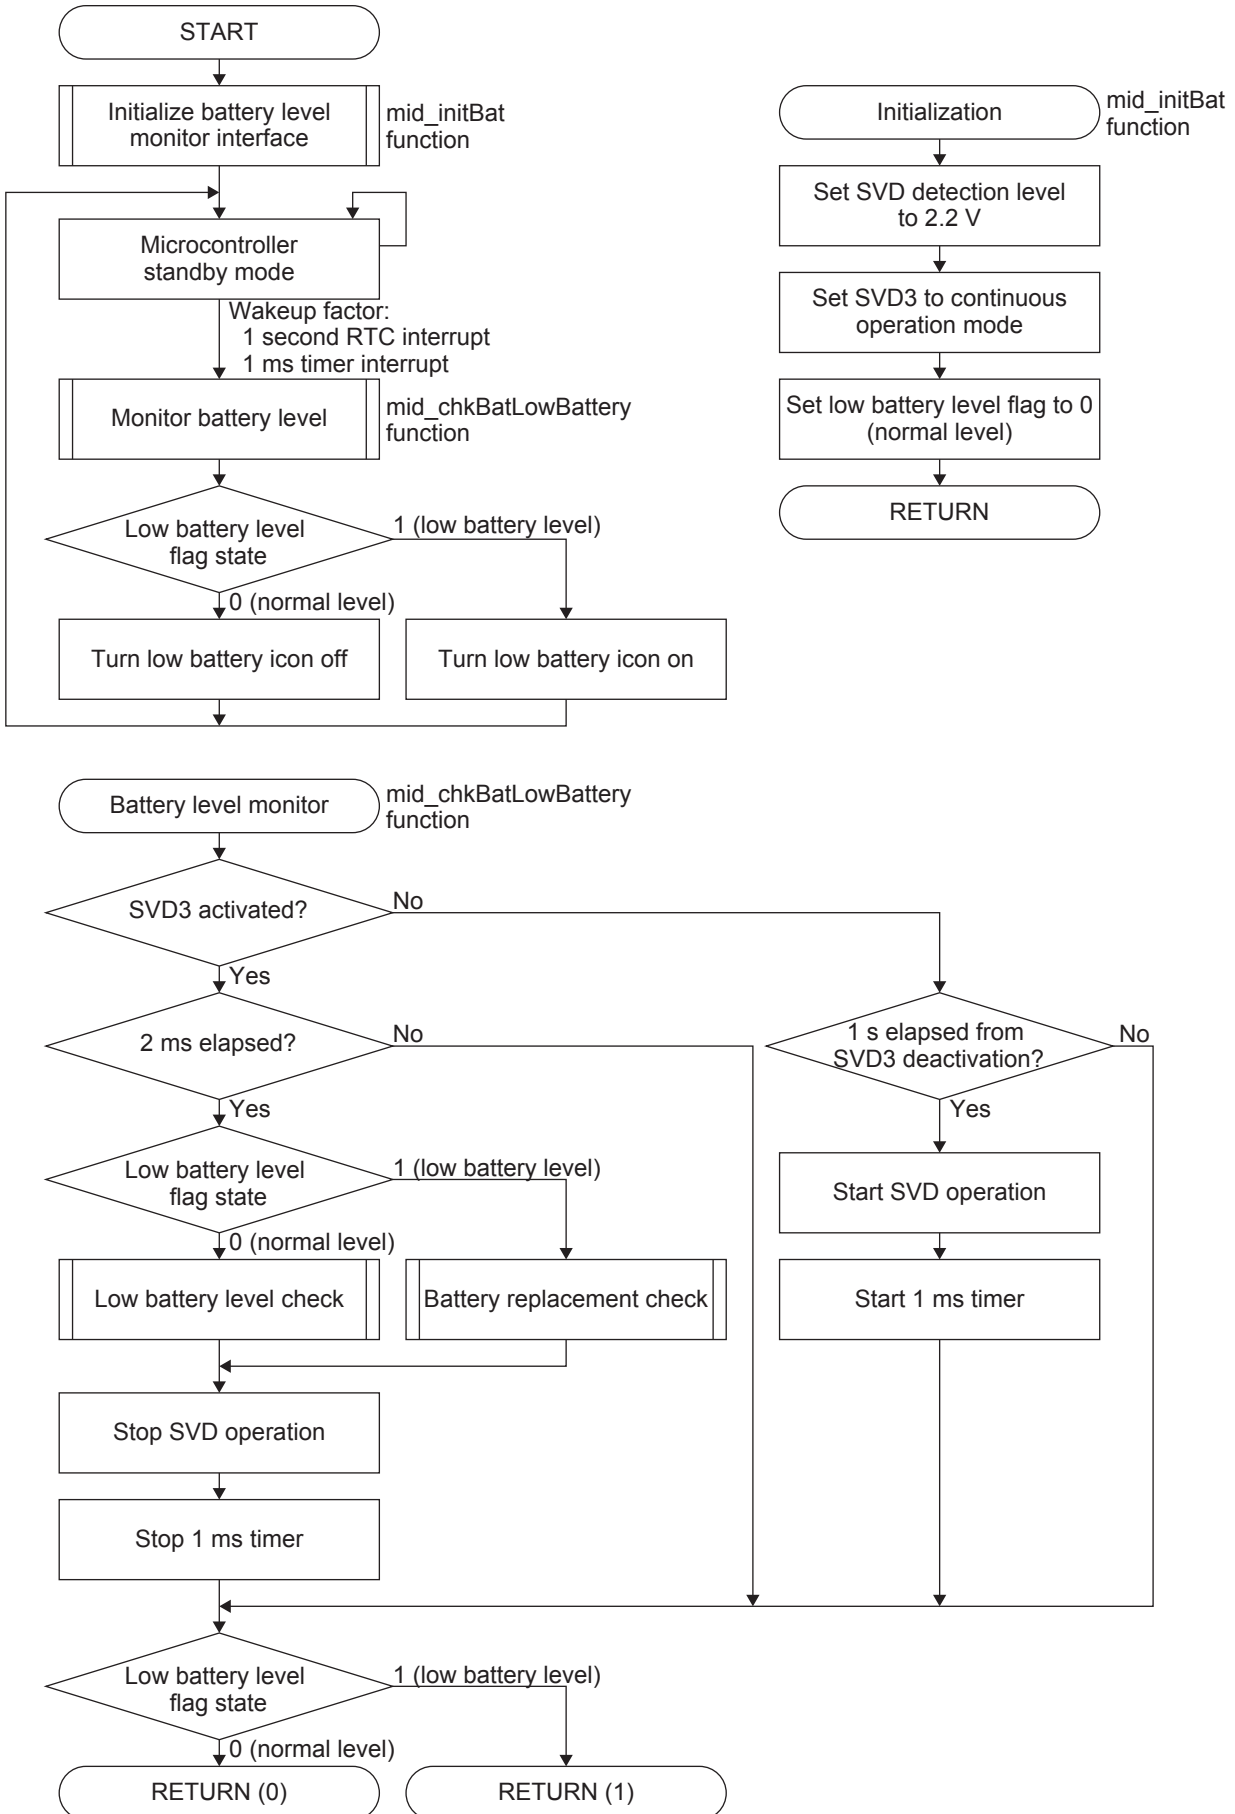 START
Initialize battery level
monitor interface
mid_initBat
function
Microcontroller
standby mode
Wakeup factor:
1 second RTC interrupt
1 ms timer interrupt
Monitor battery level
mid_chkBatLowBattery
function
Low battery level
flag state
1 (low battery level)
0 (normal level)
Turn low battery icon off
Turn low battery icon on
Initialization
mid_initBat
function
Set SVD detection level
to 2.2 V
Set SVD3 to continuous
operation mode
Set low battery level flag to 0
(normal level)
RETURN
Battery level monitor
mid_chkBatLowBattery
function
SVD3 activated?
No
Yes
2 ms elapsed?
No
1 s elapsed from
SVD3 deactivation?
No
Yes
Yes
Low battery level
flag state
1 (low battery level)
Start SVD operation
0 (normal level)
Low battery level check
Battery replacement check
Start 1 ms timer
Stop SVD operation
Stop 1 ms timer
Low battery level
flag state
1 (low battery level)
0 (normal level)
RETURN (0)
RETURN (1)